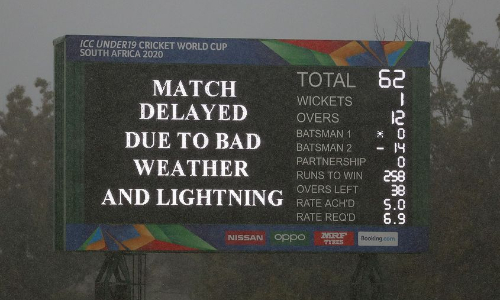 ICC UNDER19 CRICKET WORLD CUP
SOUTH AFRICA 2020
MATCH
DELAYED
DUE TO BAD
WEATHER
AND LIGHTNING
TOTAL 62
WICKETS 1
OVERS 12
BATSMAN 1 * 0
BATSMAN 2 - 14
PARTNERSHIP 0
RUNS TO WIN 258
OVERS LEFT 38
RATE ACH'D 5.0
RATE REQ'D 6.9
NISSAN oppo MRF TYRES Booking.com